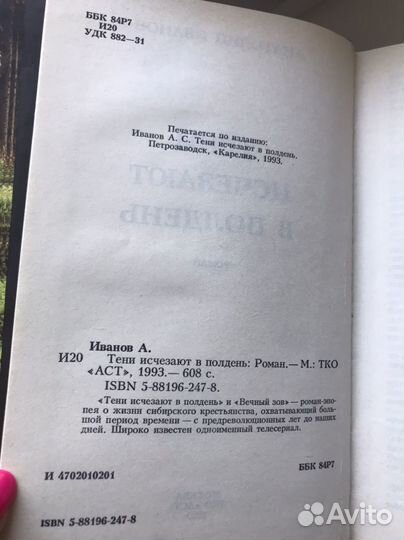 ББК 84Р7
И20
УДК 882—31
Печатается по изданию:
Иванов А. С. Тени исчезают в полдень.
Петрозаводск, «Карелия», 1993.
ИСЧЕЗАЮТ
В ПОЛДЕНЬ
Иванов А.
И20 Тени исчезают в полдень: Роман.— М.: ТКО
«АСТ», 1993.— 608 с.
ISBN 5-88196-247-8.
«Тени исчезают в полдень» и «Вечный зов» — роман-эпо-
пея о жизни сибирского крестьянства, охватывающий боль-
шой период времени — с предреволюционных лет до наших
дней. Широко известен одноименный телесериал.
И 4702010201 ББК 84Р7
ISBN 5-88196-247-8
Avito